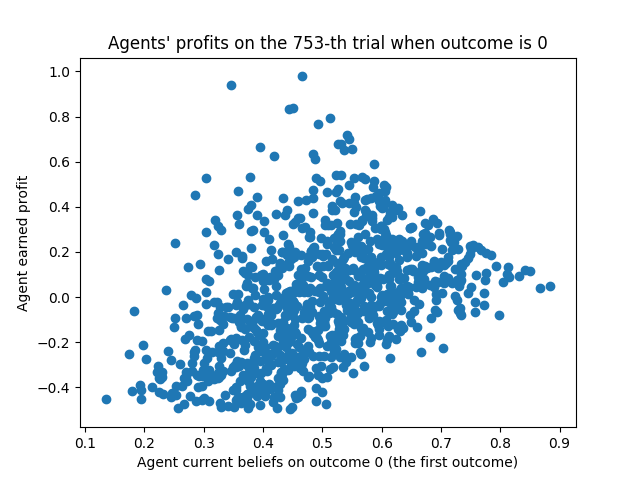 Agents' profits on the 753-th trial when outcome is 0
1.0
0.8
0.6
0.4
0.2
0.0
−0.2
−0.4
Agent earned profit
0.1 0.2 0.3 0.4 0.5 0.6 0.7 0.8 0.9
Agent current beliefs on outcome 0 (the first outcome)